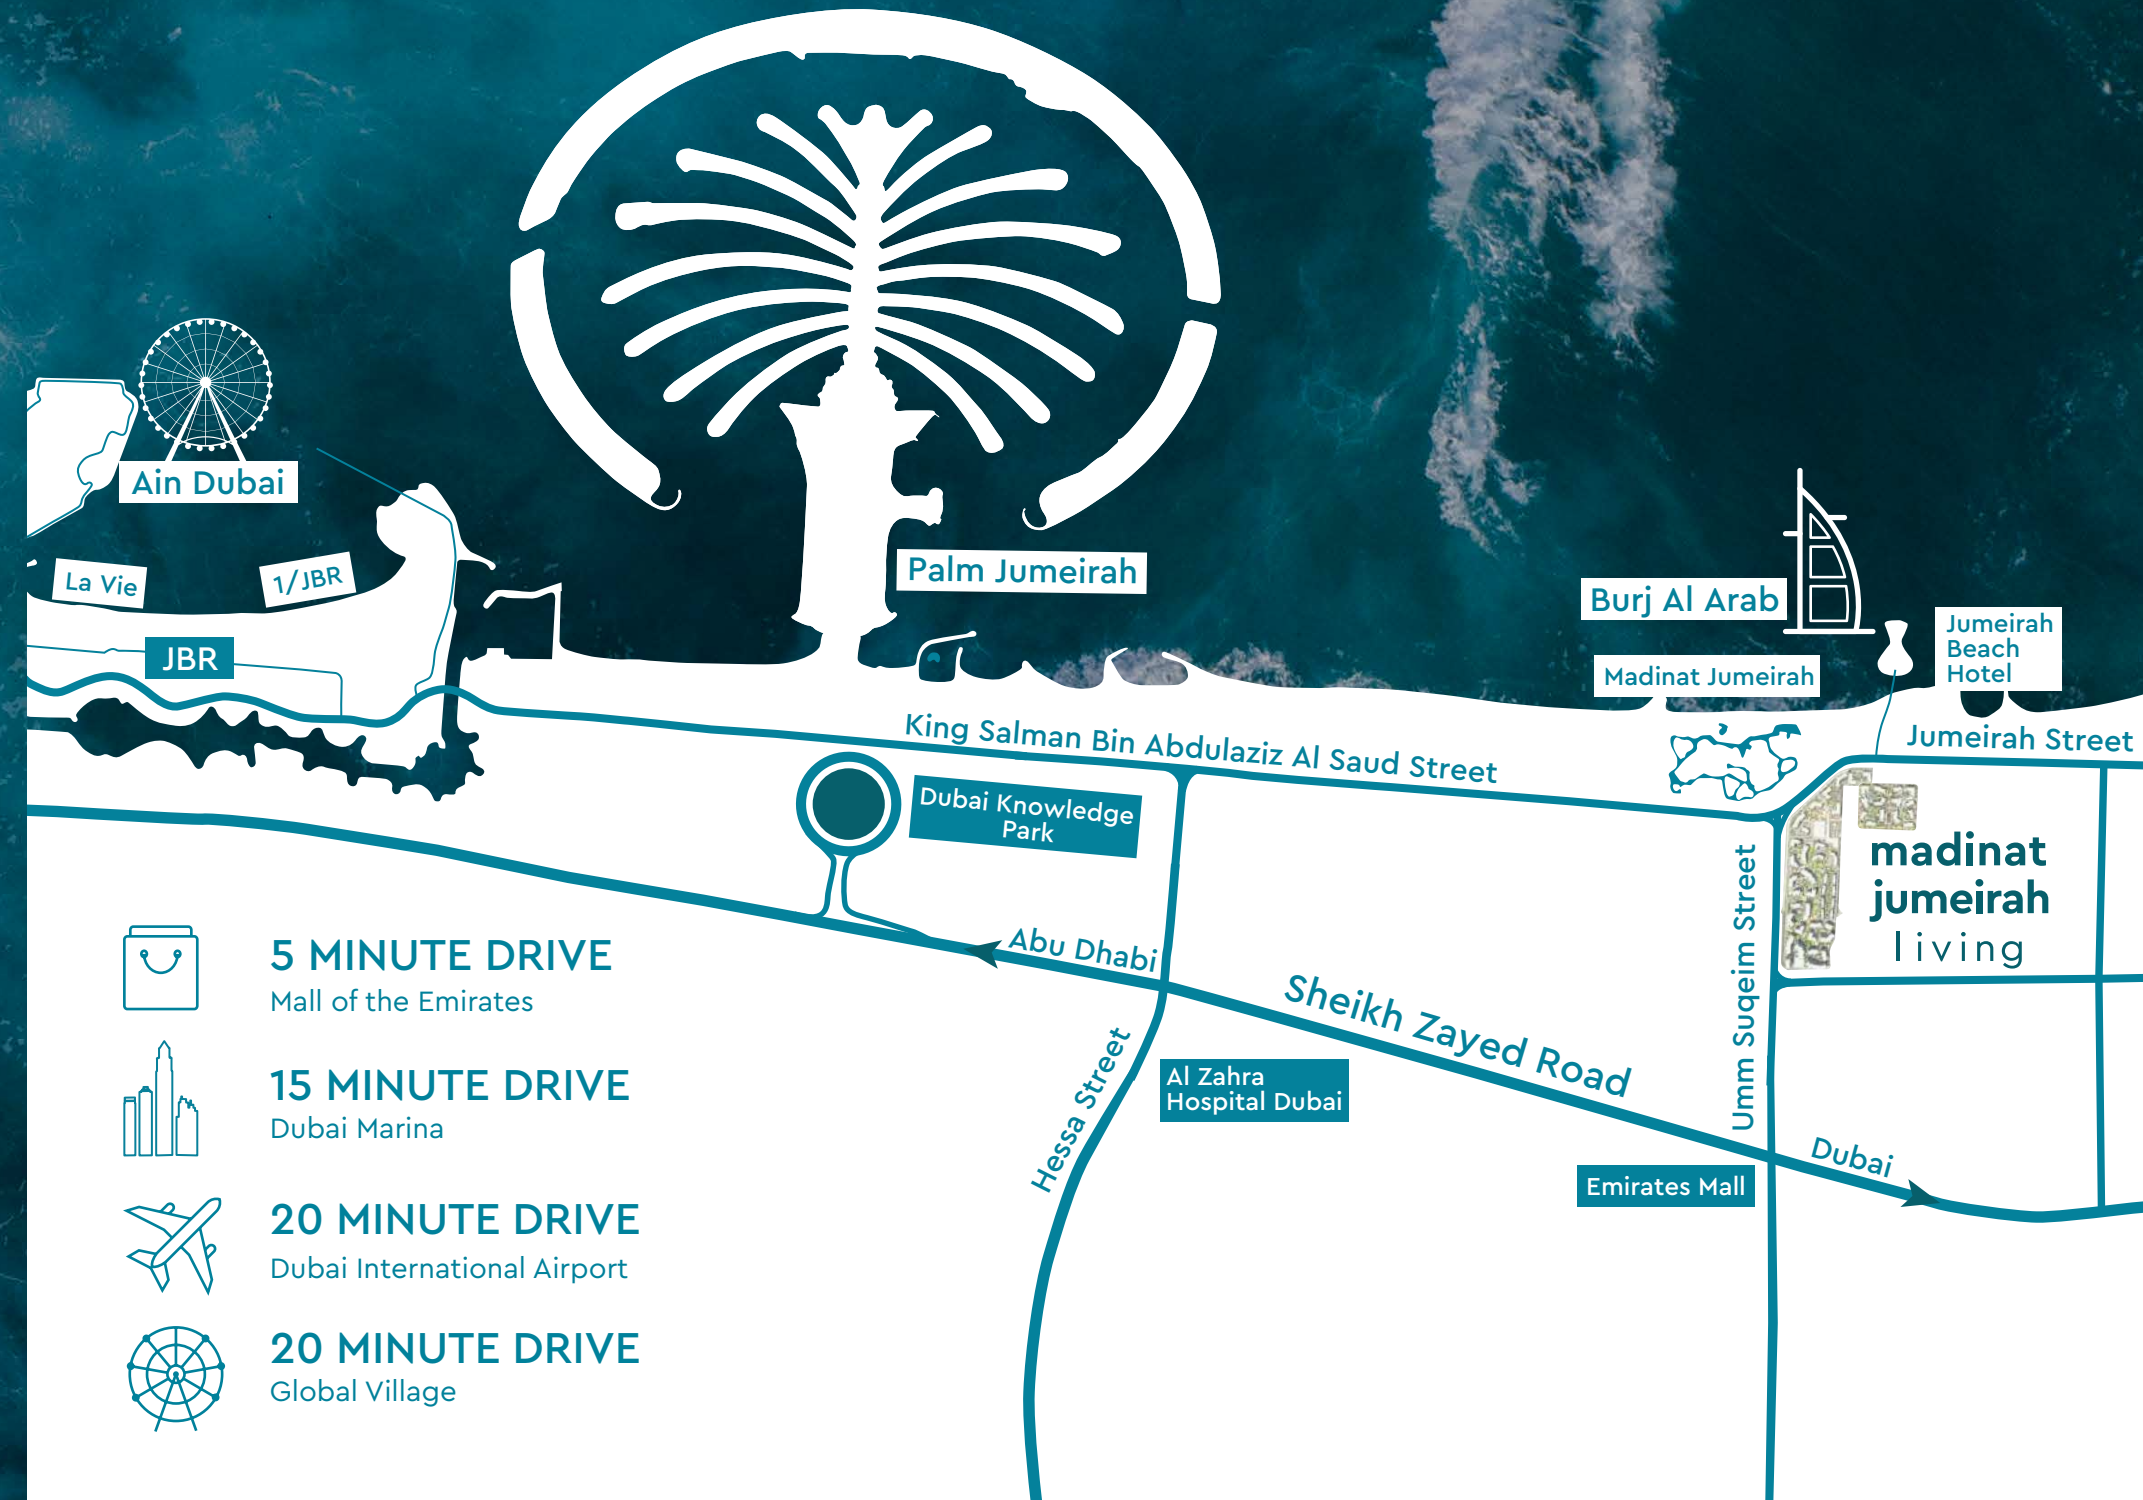 Ain Dubai
La Vie
1/JBR
JBR
Palm Jumeirah
Burj Al Arab
Jumeirah
Beach
Hotel
Madinat Jumeirah
King Salman Bin Abdulaziz Al Saud Street
Jumeirah Street
Dubai Knowledge
Park
madinat
jumeirah
living
Umm Suqeim Street
Abu Dhabi
Sheikh Zayed Road
Hessa Street
Al Zahra
Hospital Dubai
Dubai
Emirates Mall
5 MINUTE DRIVE
Mall of the Emirates
15 MINUTE DRIVE
Dubai Marina
20 MINUTE DRIVE
Dubai International Airport
20 MINUTE DRIVE
Global Village